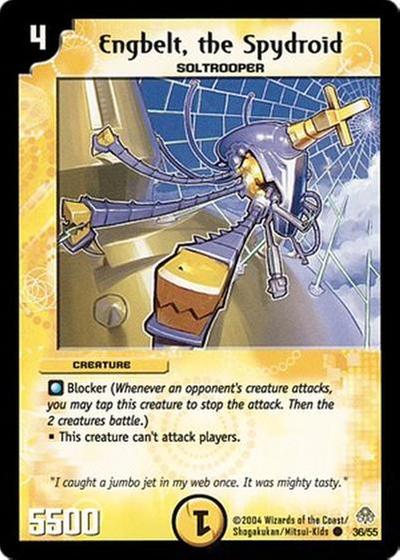 4
Engbelt, the Spydroid
SOLTROOPER
CREATURE
Blocker (Whenever an opponent's creature attacks,
you may tap this creature to stop the attack. Then the
2 creatures battle.)
▪ This creature can't attack players.
"I caught a jumbo jet in my web once. It was mighty tasty."
5500
1
©2004 Wizards of the Coast/
Shogakukan/Mitsui-Kids ● 36/55